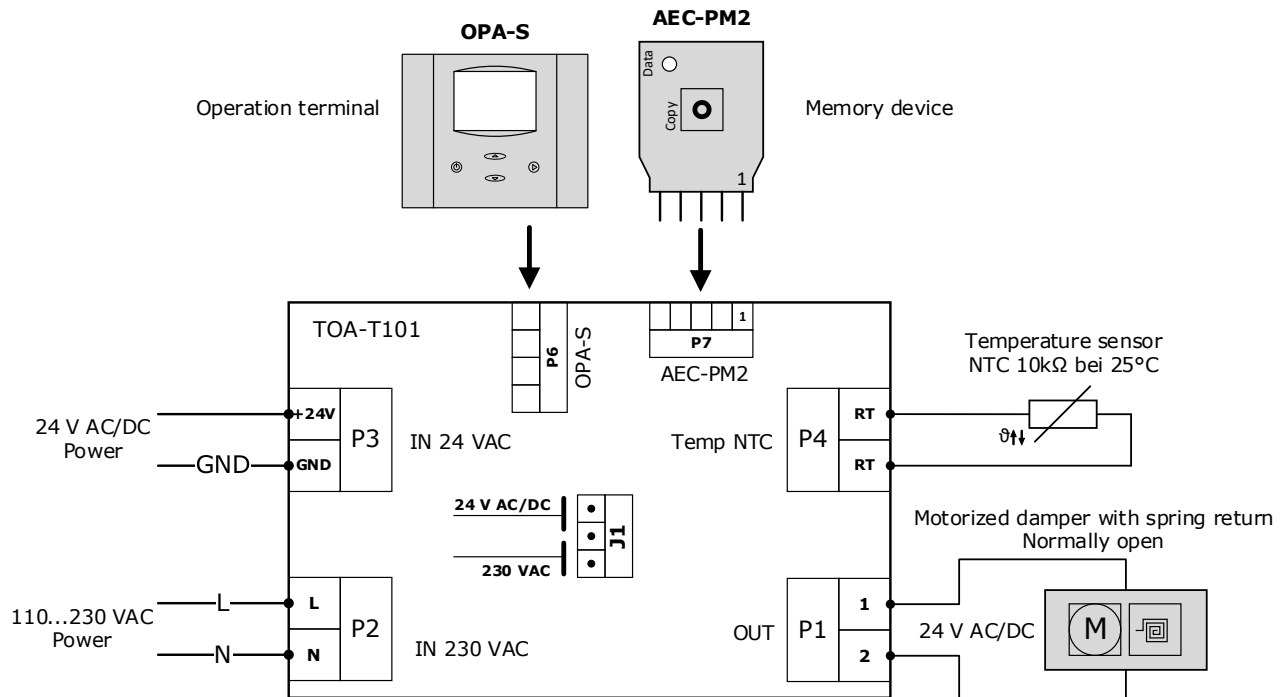 OPA-S
AEC-PM2
Data
Copy
1
Operation terminal
Memory device
TOA-T101
P6
OPA-S
1
P7
AEC-PM2
Temperature sensor
NTC 10kΩ bei 25°C
ϑ
24 V AC/DC
Power
GND
+24V
GND
P3
IN 24 VAC
Temp NTC
P4
RT
RT
24 V AC/DC
230 VAC
J1
Motorized damper with spring return
Normally open
110...230 VAC
Power
L
N
L
N
P2
IN 230 VAC
OUT
P1
1
2
24 V AC/DC
M